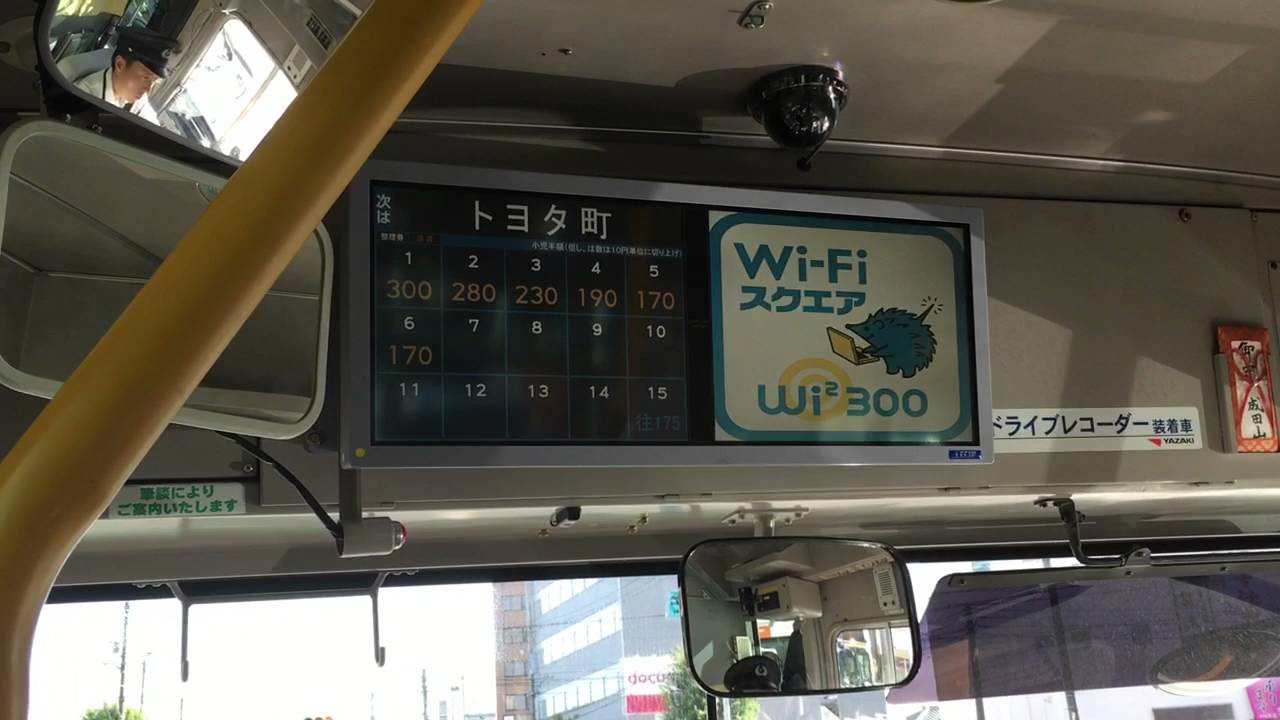 次は
トヨタ町
整理券
小児半額(但し、は数は10円単位に切り上げ)
1 2 3 4 5
300 280 230 190 170
6 7 8 9 10
170
11 12 13 14 15
往175
Wi-Fi
スクエア
Wi² 300
ドライブレコーダー装着車
YAZAKI
成田山
筆談により
ご案内いたします
docomo